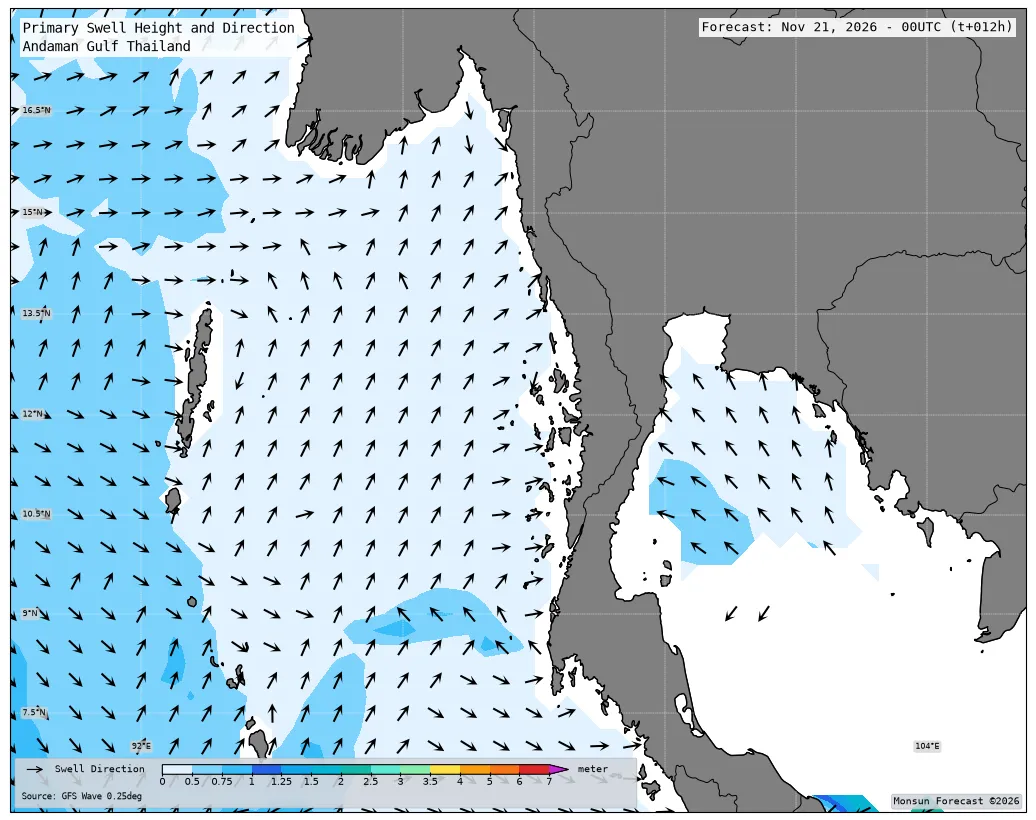 Primary Swell Height and Direction
Andaman Gulf Thailand
Forecast: Nov 21, 2026 - 00UTC (t+012h)
16.5°N
15°N
13.5°N
12°N
10.5°N
9°N
7.5°N
92°E
104°E
Swell Direction
0 0.5 0.75 1 1.25 1.5 2 2.5 3 4 5 6 7
meter
Source: GFS Wave 0.25deg
Monsun Forecast ©2026